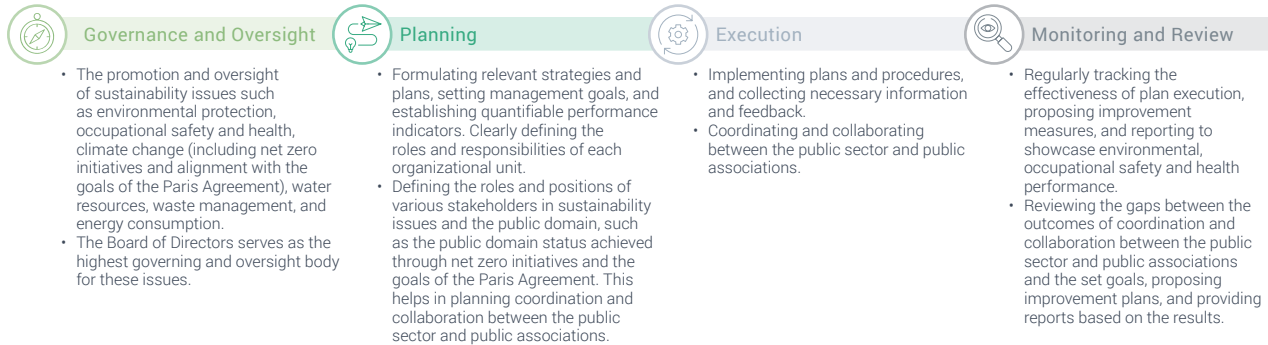 Governance and Oversight
• The promotion and oversight
of sustainability issues such
as environmental protection,
occupational safety and health,
climate change (including net zero
initiatives and alignment with the
goals of the Paris Agreement), water
resources, waste management, and
energy consumption.
• The Board of Directors serves as the
highest governing and oversight body
for these issues.
Planning
• Formulating relevant strategies and
plans, setting management goals, and
establishing quantifiable performance
indicators. Clearly defining the
roles and responsibilities of each
organizational unit.
• Defining the roles and positions of
various stakeholders in sustainability
issues and the public domain, such
as the public domain status achieved
through net zero initiatives and the
goals of the Paris Agreement. This
helps in planning coordination and
collaboration between the public
sector and public associations.
Execution
• Implementing plans and procedures,
and collecting necessary information
and feedback.
• Coordinating and collaborating
between the public sector and public
associations.
Monitoring and Review
• Regularly tracking the
effectiveness of plan execution,
proposing improvement
measures, and reporting to
showcase environmental,
occupational safety and health
performance.
• Reviewing the gaps between the
outcomes of coordination and
collaboration between the public
sector and public associations
and the set goals, proposing
improvement plans, and providing
reports based on the results.